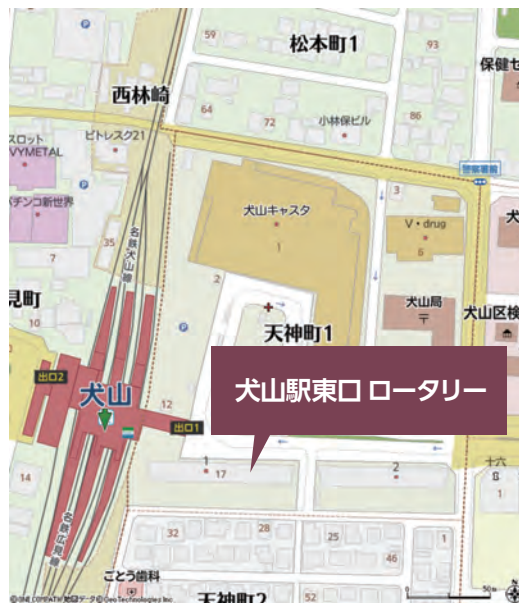 59
松本町1
93
保健セ
西林崎
64
72
小林保ビル
86
スロット
VYMETAL
ピトレスク21
警察署前
3
犬山キャスタ
1
V・drug
6
パチンコ新世界
7
35
名鉄犬山線
2
犬山局
犬山区検
見町
10
天神町1
出口2
犬山
12
出口1
犬山駅東口 ロータリー
1
17
2
十六
14
1
名鉄広見線
32
28
25
46
ごとう歯科
天神町2
52
50m